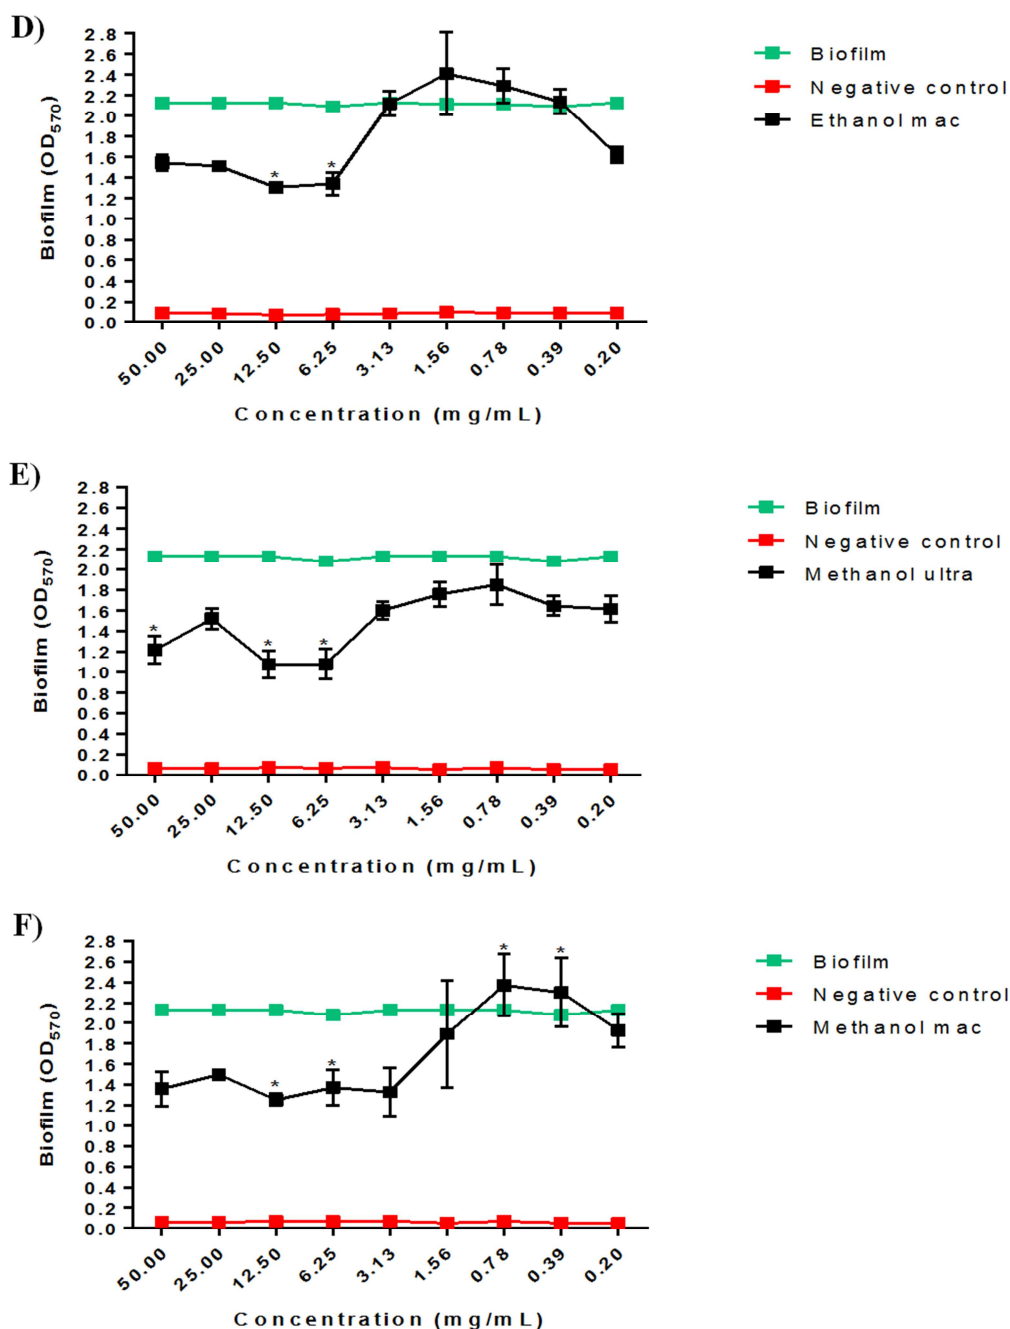 D)
Biofilm (OD570)
2.8
2.6
2.4
2.2
2.0
1.8
1.6
1.4
1.2
1.0
0.8
0.6
0.4
0.2
0.0
* *
50.00 25.00 12.50 6.25 3.13 1.56 0.78 0.39 0.20
Concentration (mg/mL)
Biofilm
Negative control
Ethanol mac
E)
Biofilm (OD570)
2.8
2.6
2.4
2.2
2.0
1.8
1.6
1.4
1.2
1.0
0.8
0.6
0.4
0.2
0.0
* * *
50.00 25.00 12.50 6.25 3.13 1.56 0.78 0.39 0.20
Concentration (mg/mL)
Biofilm
Negative control
Methanol ultra
F)
Biofilm (OD570)
2.8
2.6
2.4
2.2
2.0
1.8
1.6
1.4
1.2
1.0
0.8
0.6
0.4
0.2
0.0
* * * *
50.00 25.00 12.50 6.25 3.13 1.56 0.78 0.39 0.20
Concentration (mg/mL)
Biofilm
Negative control
Methanol mac